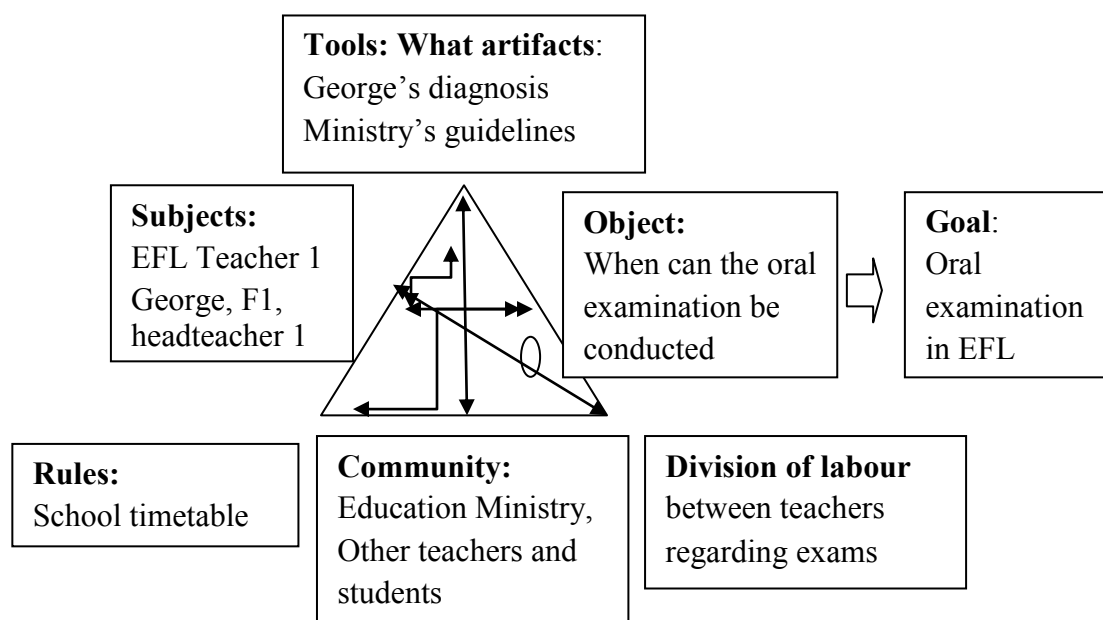 Tools: What artifacts:
George’s diagnosis
Ministry’s guidelines
Subjects:
EFL Teacher 1
George, F1,
headteacher 1
Object:
When can the oral
examination be
conducted
Goal:
Oral
examination
in EFL
Rules:
School timetable
Community:
Education Ministry,
Other teachers and
students
Division of labour
between teachers
regarding exams